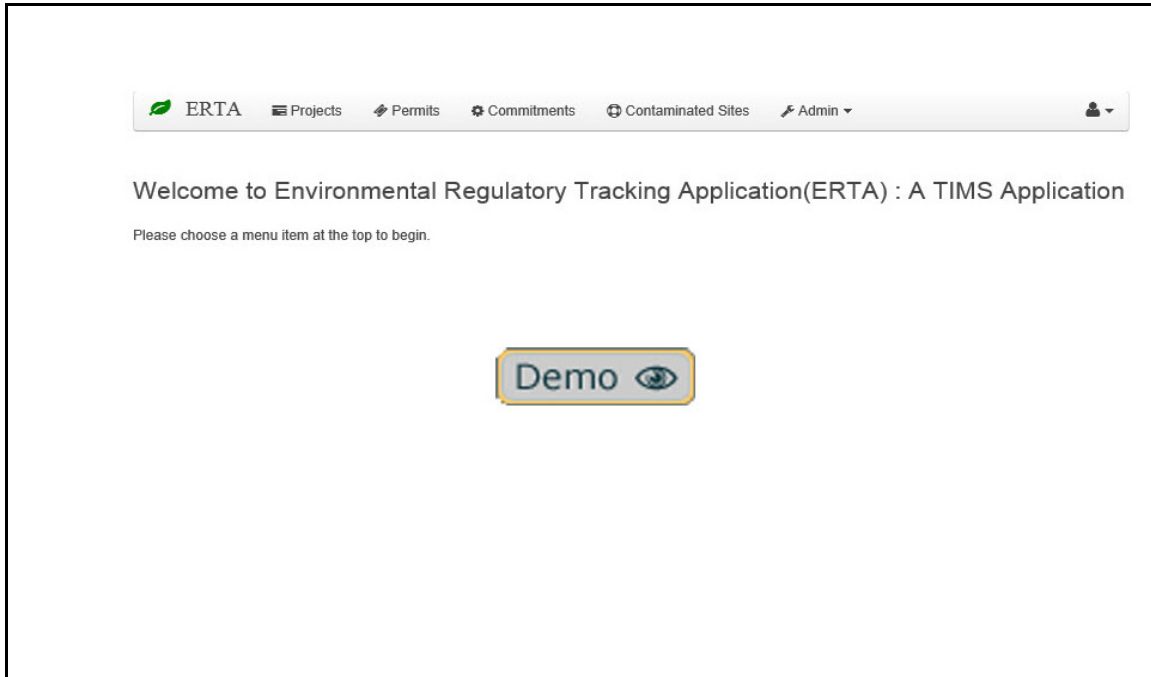 ERTA Projects Permits Commitments Contaminated Sites Admin
Welcome to Environmental Regulatory Tracking Application(ERTA) : A TIMS Application
Please choose a menu item at the top to begin.
Demo